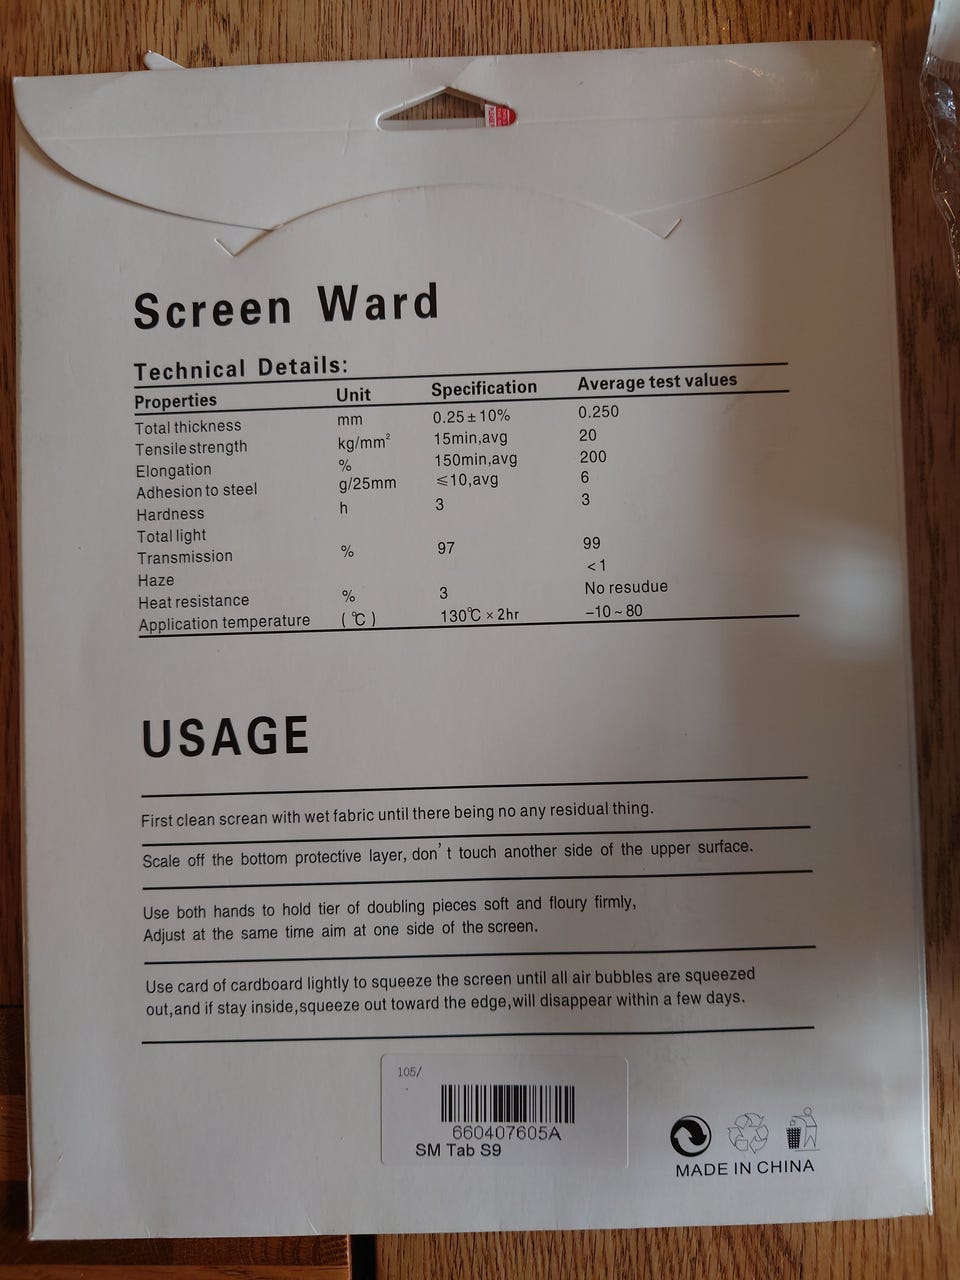 Screen Ward
Technical Details:
Properties Unit Specification Average test values
Total thickness mm 0.25±10% 0.250
Tensile strength kg/mm² 15min,avg 20
Elongation % 150min,avg 200
Adhesion to steel g/25mm ≤10,avg 6
Hardness h 3 3
Total light
Transmission % 97 99
Haze <1
Heat resistance % 3 No resudue
Application temperature (℃) 130℃×2hr −10~80
USAGE
First clean screan with wet fabric until there being no any residual thing.
Scale off the bottom protective layer, don't touch another side of the upper surface.
Use both hands to hold tier of doubling pieces soft and floury firmly,
Adjust at the same time aim at one side of the screen.
Use card of cardboard lightly to squeeze the screen until all air bubbles are squeezed
out,and if stay inside,squeeze out toward the edge,will disappear within a few days.
105/
660407605A
SM Tab S9
MADE IN CHINA